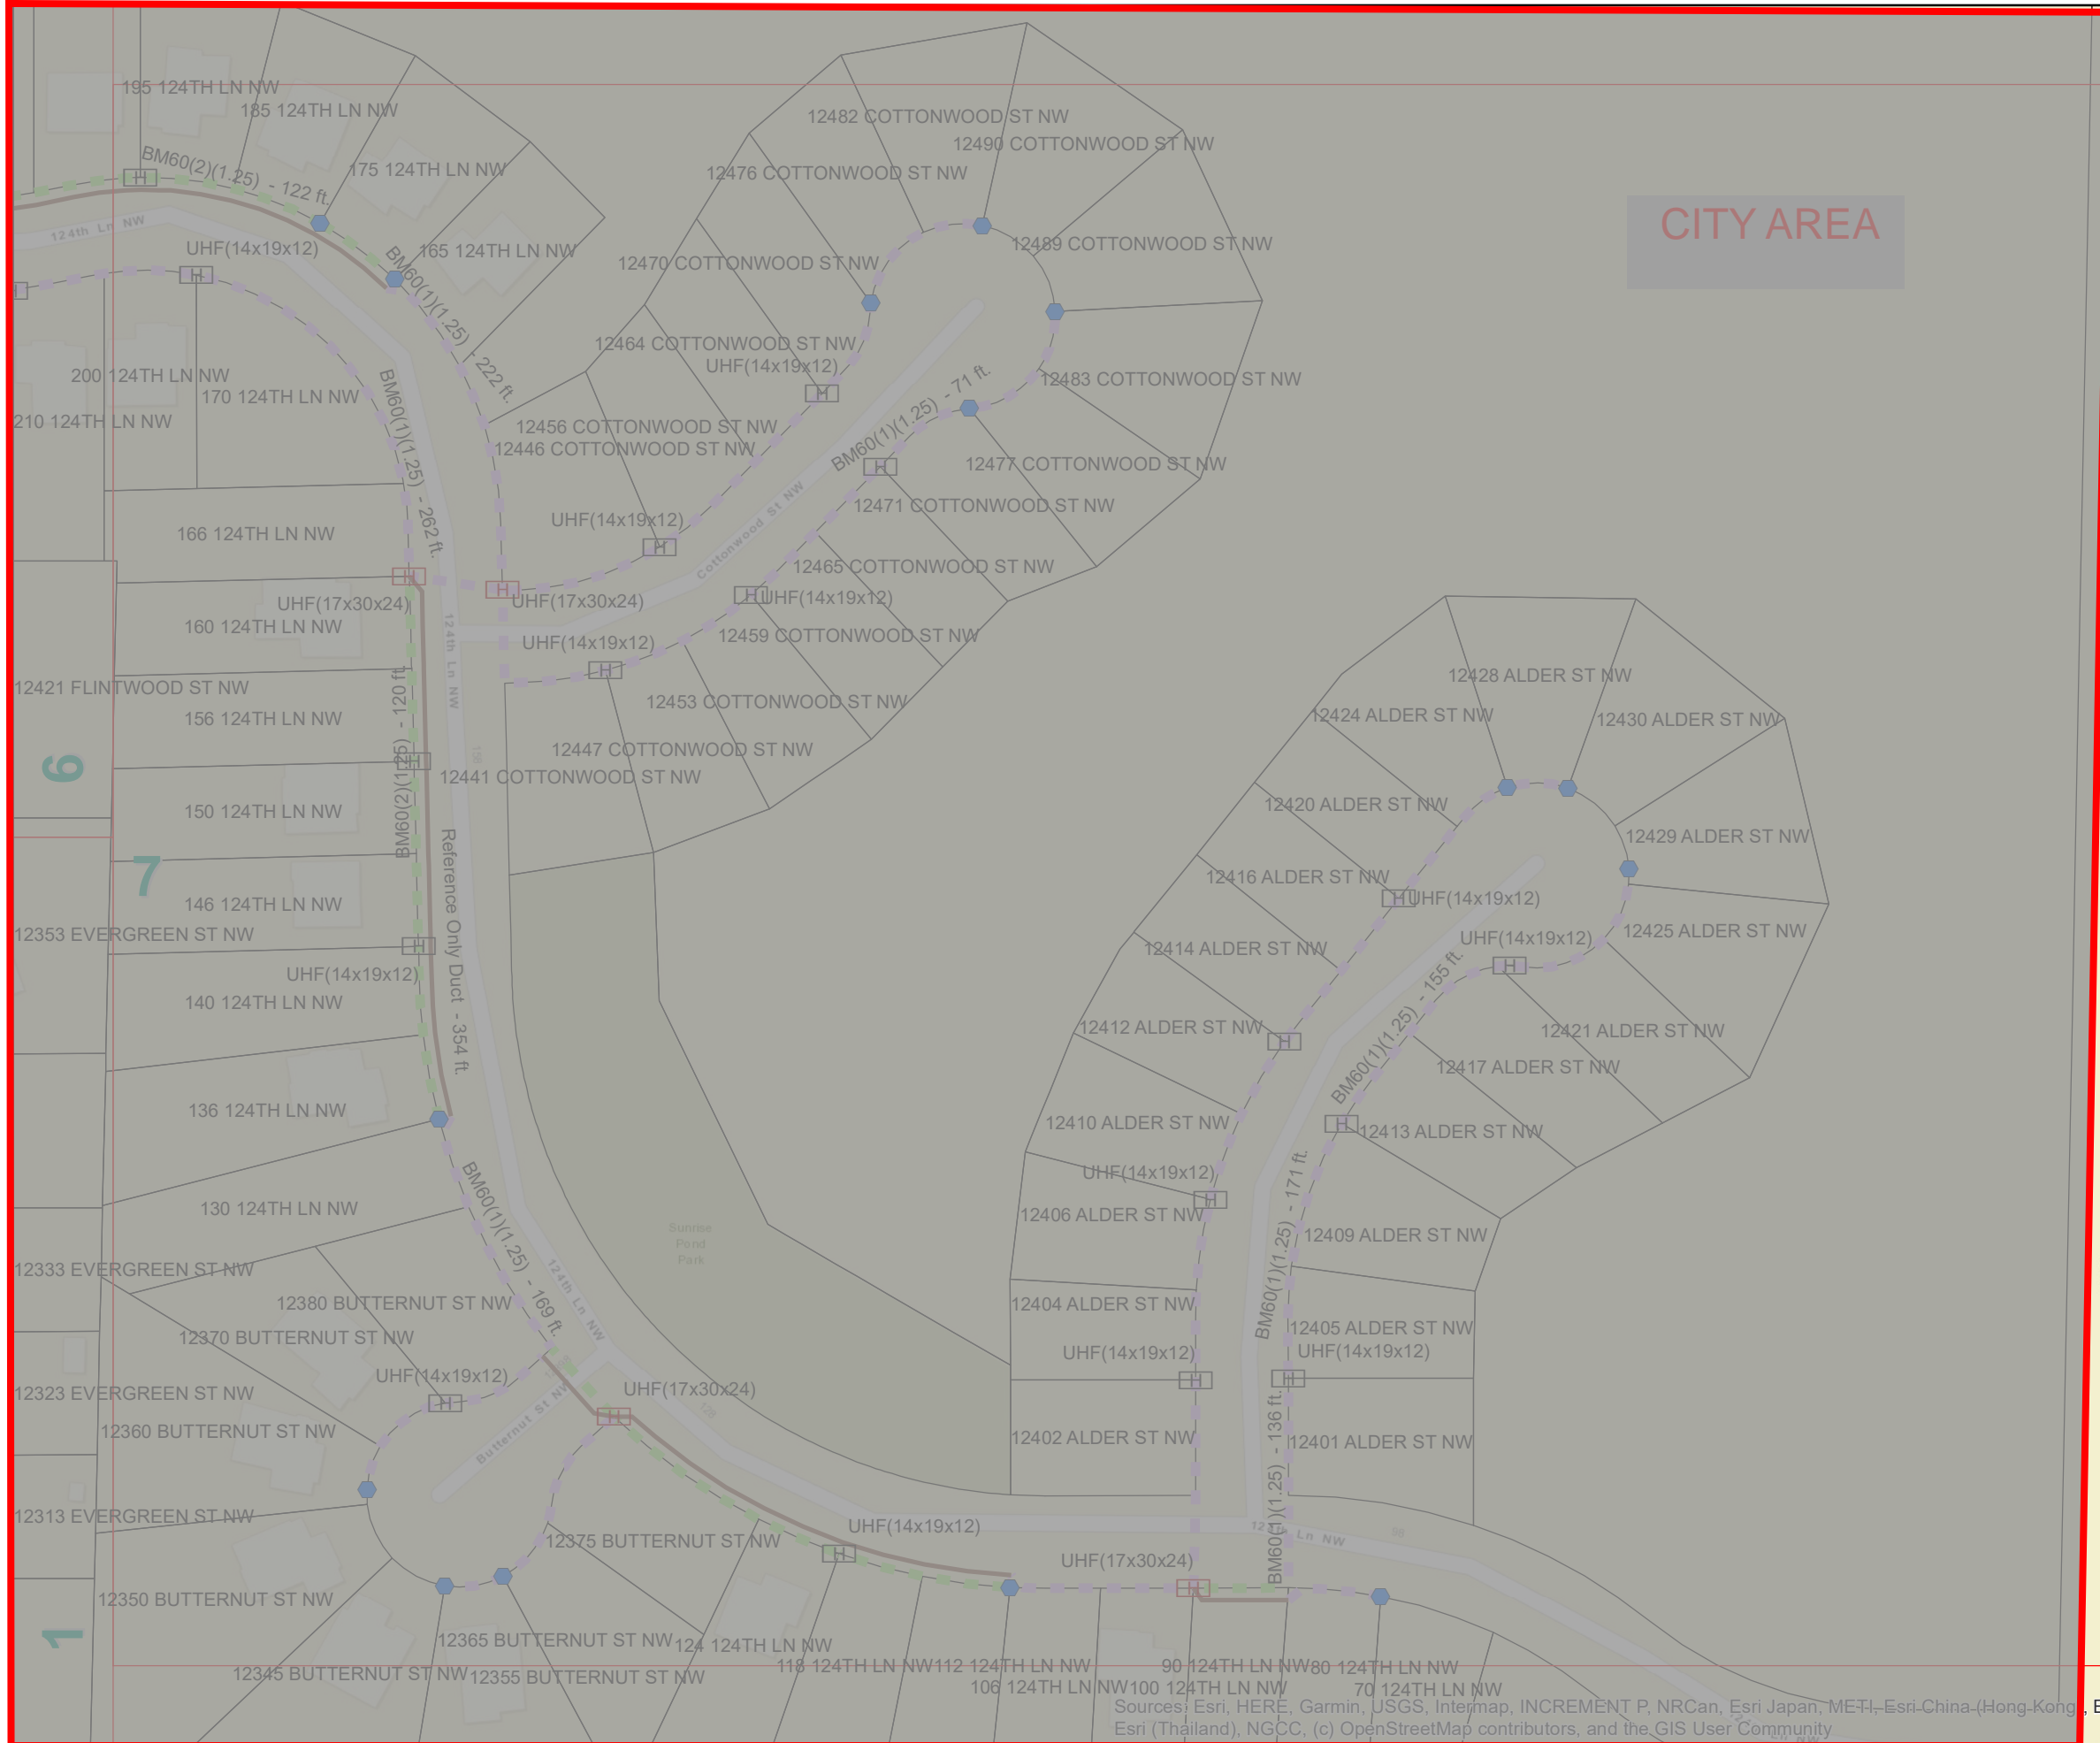 195 124TH LN NW
185 124TH LN NW
12482 COTTONWOOD ST NW
12490 COTTONWOOD ST NW
BM60(2)(1.25) - 122 ft.
175 124TH LN NW
12476 COTTONWOOD ST NW
CITY AREA
124th Ln NW
UHF(14x19x12)
BM60(1)(1.25) - 222 ft.
165 124TH LN NW
12489 COTTONWOOD ST NW
12470 COTTONWOOD ST NW
H
H
12464 COTTONWOOD ST NW
UHF(14x19x12)
H
200 124TH LN NW
BM60(1)(1.25) - 262 ft.
BM60(1)(1.25) - 71 ft.
12483 COTTONWOOD ST NW
170 124TH LN NW
210 124TH LN NW
12456 COTTONWOOD ST NW
12446 COTTONWOOD ST NW
H
12477 COTTONWOOD ST NW
12471 COTTONWOOD ST NW
166 124TH LN NW
UHF(14x19x12)
H
Cottonwood St NW
12465 COTTONWOOD ST NW
H
H
UHF(17x30x24)
UHF(17x30x24)
H
UHF(14x19x12)
160 124TH LN NW
124th Ln NW
UHF(14x19x12)
12459 COTTONWOOD ST NW
H
12421 FLINTWOOD ST NW
BM60(2)(1.25) - 120 ft.
12453 COTTONWOOD ST NW
12428 ALDER ST NW
156 124TH LN NW
12424 ALDER ST NW
12430 ALDER ST NW
6
H
158
12447 COTTONWOOD ST NW
12441 COTTONWOOD ST NW
150 124TH LN NW
12420 ALDER ST NW
12429 ALDER ST NW
7
Reference Only Duct - 354 ft.
12416 ALDER ST NW
146 124TH LN NW
H
UHF(14x19x12)
12353 EVERGREEN ST NW
H
12414 ALDER ST NW
UHF(14x19x12)
12425 ALDER ST NW
UHF(14x19x12)
H
140 124TH LN NW
BM60(1)(1.25) - 155 ft.
12412 ALDER ST NW
H
12421 ALDER ST NW
12417 ALDER ST NW
136 124TH LN NW
12410 ALDER ST NW
H
12413 ALDER ST NW
BM60(1)(1.25) - 169 ft.
UHF(14x19x12)
H
BM60(1)(1.25) - 171 ft.
130 124TH LN NW
Sunrise
Pond
Park
12406 ALDER ST NW
12409 ALDER ST NW
12333 EVERGREEN ST NW
124th Ln NW
12380 BUTTERNUT ST NW
12404 ALDER ST NW
12370 BUTTERNUT ST NW
12405 ALDER ST NW
UHF(14x19x12)
UHF(14x19x12)
UHF(14x19x12)
H
H
H
12323 EVERGREEN ST NW
UHF(17x30x24)
H
128
Butternut St NW
12360 BUTTERNUT ST NW
12402 ALDER ST NW
BM60(1)(1.25) - 136 ft.
12401 ALDER ST NW
12313 EVERGREEN ST NW
12375 BUTTERNUT ST NW
UHF(14x19x12)
H
124th Ln NW
UHF(17x30x24)
H
12350 BUTTERNUT ST NW
1
12365 BUTTERNUT ST NW
124 124TH LN NW
12345 BUTTERNUT ST NW
12355 BUTTERNUT ST NW
118 124TH LN NW
112 124TH LN NW
90 124TH LN NW
80 124TH LN NW
106 124TH LN NW
100 124TH LN NW
70 124TH LN NW
Sources: Esri, HERE, Garmin, USGS, Intermap, INCREMENT P, NRCan, Esri Japan, METI, Esri China (Hong Kong), E
Esri (Thailand), NGCC, (c) OpenStreetMap contributors, and the GIS User Community